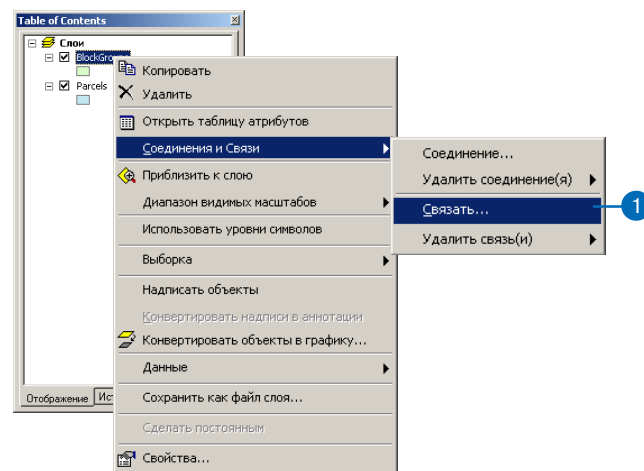 Table of Contents
Слои
Parcels
Копировать
Удалить
Открыть таблицу атрибутов
Соединения и Связи
Приблизить к слою
Диапазон видимых масштабов
Использовать уровни символов
Выборка
Надписать объекты
Конвертировать надписи в аннотации
Конвертировать объекты в графику...
Данные
Сохранить как файл слоя...
Сделать постоянным
Свойства...
Соединение...
Удалить соединение(я)
Связать...
1
Удалить связь(и)
Отображение